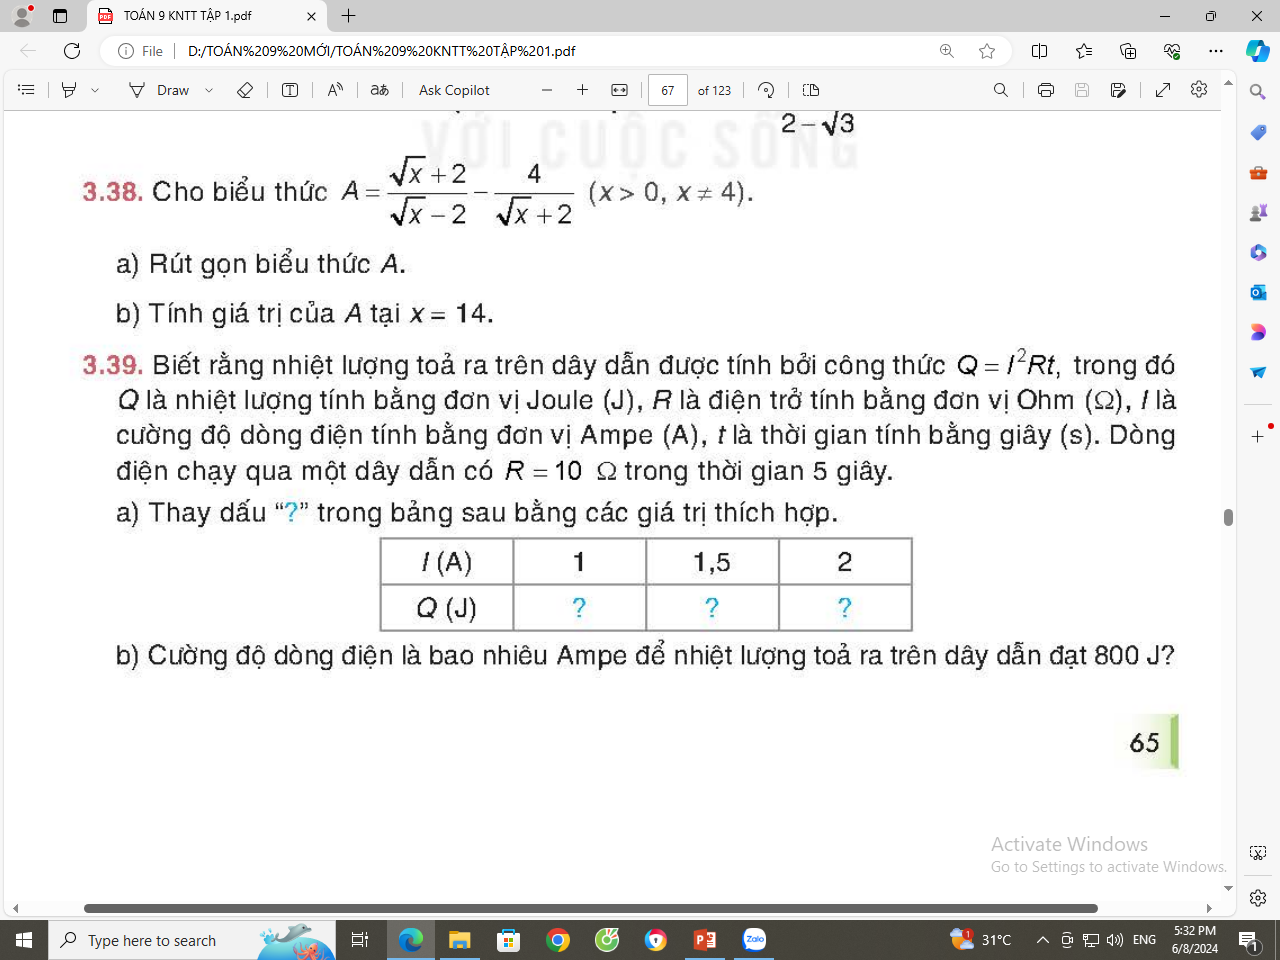 TOÁN 9 KNTT TẬP 1.pdf
File
D:/TOÁN%209%20MỚI/TOÁN%209%20KNTT%20TẬP%201.pdf
Draw
Ask Copilot
67
of 123
2 – √3
VỚI CUỘC SỐNG
3.38. Cho biểu thức A = (√x + 2)/(√x – 2) – 4/(√x + 2) (x > 0, x ≠ 4).
a) Rút gọn biểu thức A.
b) Tính giá trị của A tại x = 14.
3.39. Biết rằng nhiệt lượng toả ra trên dây dẫn được tính bởi công thức Q = I²Rt, trong đó
Q là nhiệt lượng tính bằng đơn vị Joule (J), R là điện trở tính bằng đơn vị Ohm (Ω), I là
cường độ dòng điện tính bằng đơn vị Ampe (A), t là thời gian tính bằng giây (s). Dòng
điện chạy qua một dây dẫn có R = 10 Ω trong thời gian 5 giây.
a) Thay dấu “?” trong bảng sau bằng các giá trị thích hợp.
I (A) 1 1,5 2
Q (J) ? ? ?
b) Cường độ dòng điện là bao nhiêu Ampe để nhiệt lượng toả ra trên dây dẫn đạt 800 J?
65
Activate Windows
Go to Settings to activate Windows.
Type here to search
Zalo
1
31°C
ENG
5:32 PM
6/8/2024
1